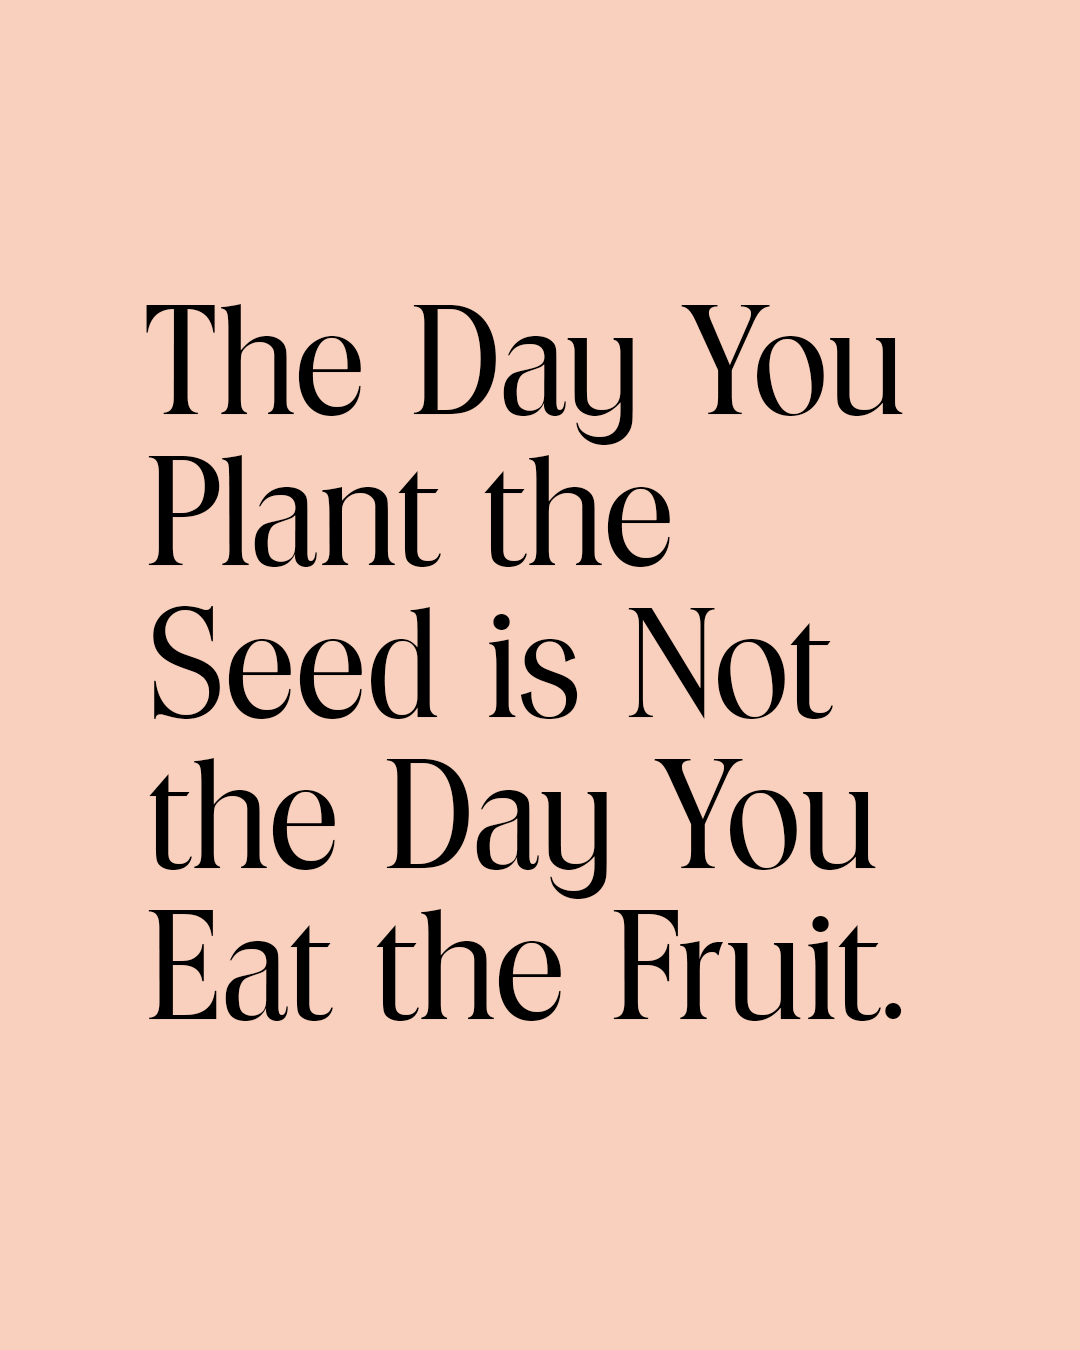 The Day You
Plant the
Seed is Not
the Day You
Eat the Fruit.